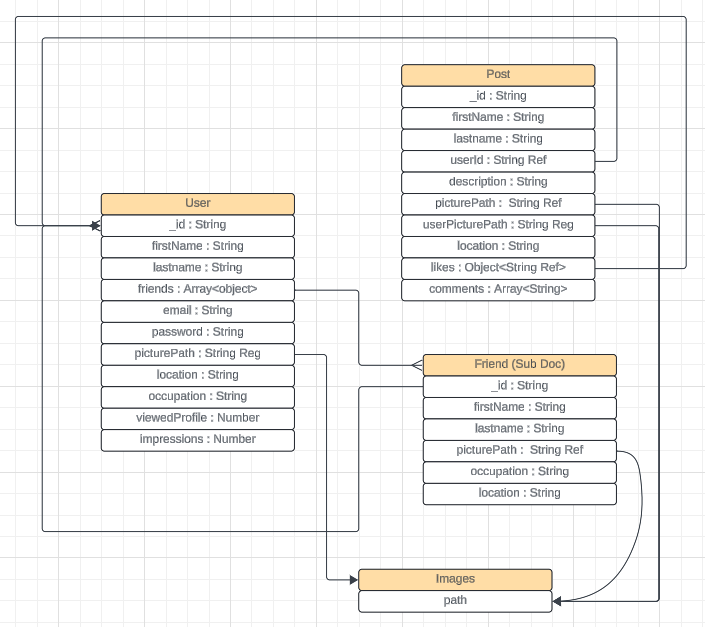 Post
_id : String
firstName : String
lastname : String
userId : String Ref
description : String
picturePath : String Ref
userPicturePath : String Reg
location : String
likes : Object<String Ref>
comments : Array<String>
User
_id : String
firstName : String
lastname : String
friends : Array<object>
email : String
password : String
picturePath : String Reg
location : String
occupation : String
viewedProfile : Number
impressions : Number
Friend (Sub Doc)
_id : String
firstName : String
lastname : String
picturePath : String Ref
occupation : String
location : String
Images
path